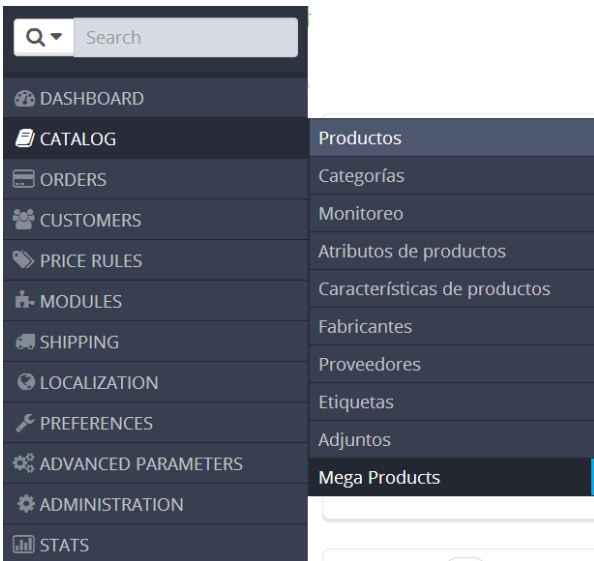 Search
DASHBOARD
CATALOG
ORDERS
CUSTOMERS
PRICE RULES
MODULES
SHIPPING
LOCALIZATION
PREFERENCES
ADVANCED PARAMETERS
ADMINISTRATION
STATS
Productos
Categorías
Monitoreo
Atributos de productos
Características de productos
Fabricantes
Proveedores
Etiquetas
Adjuntos
Mega Products